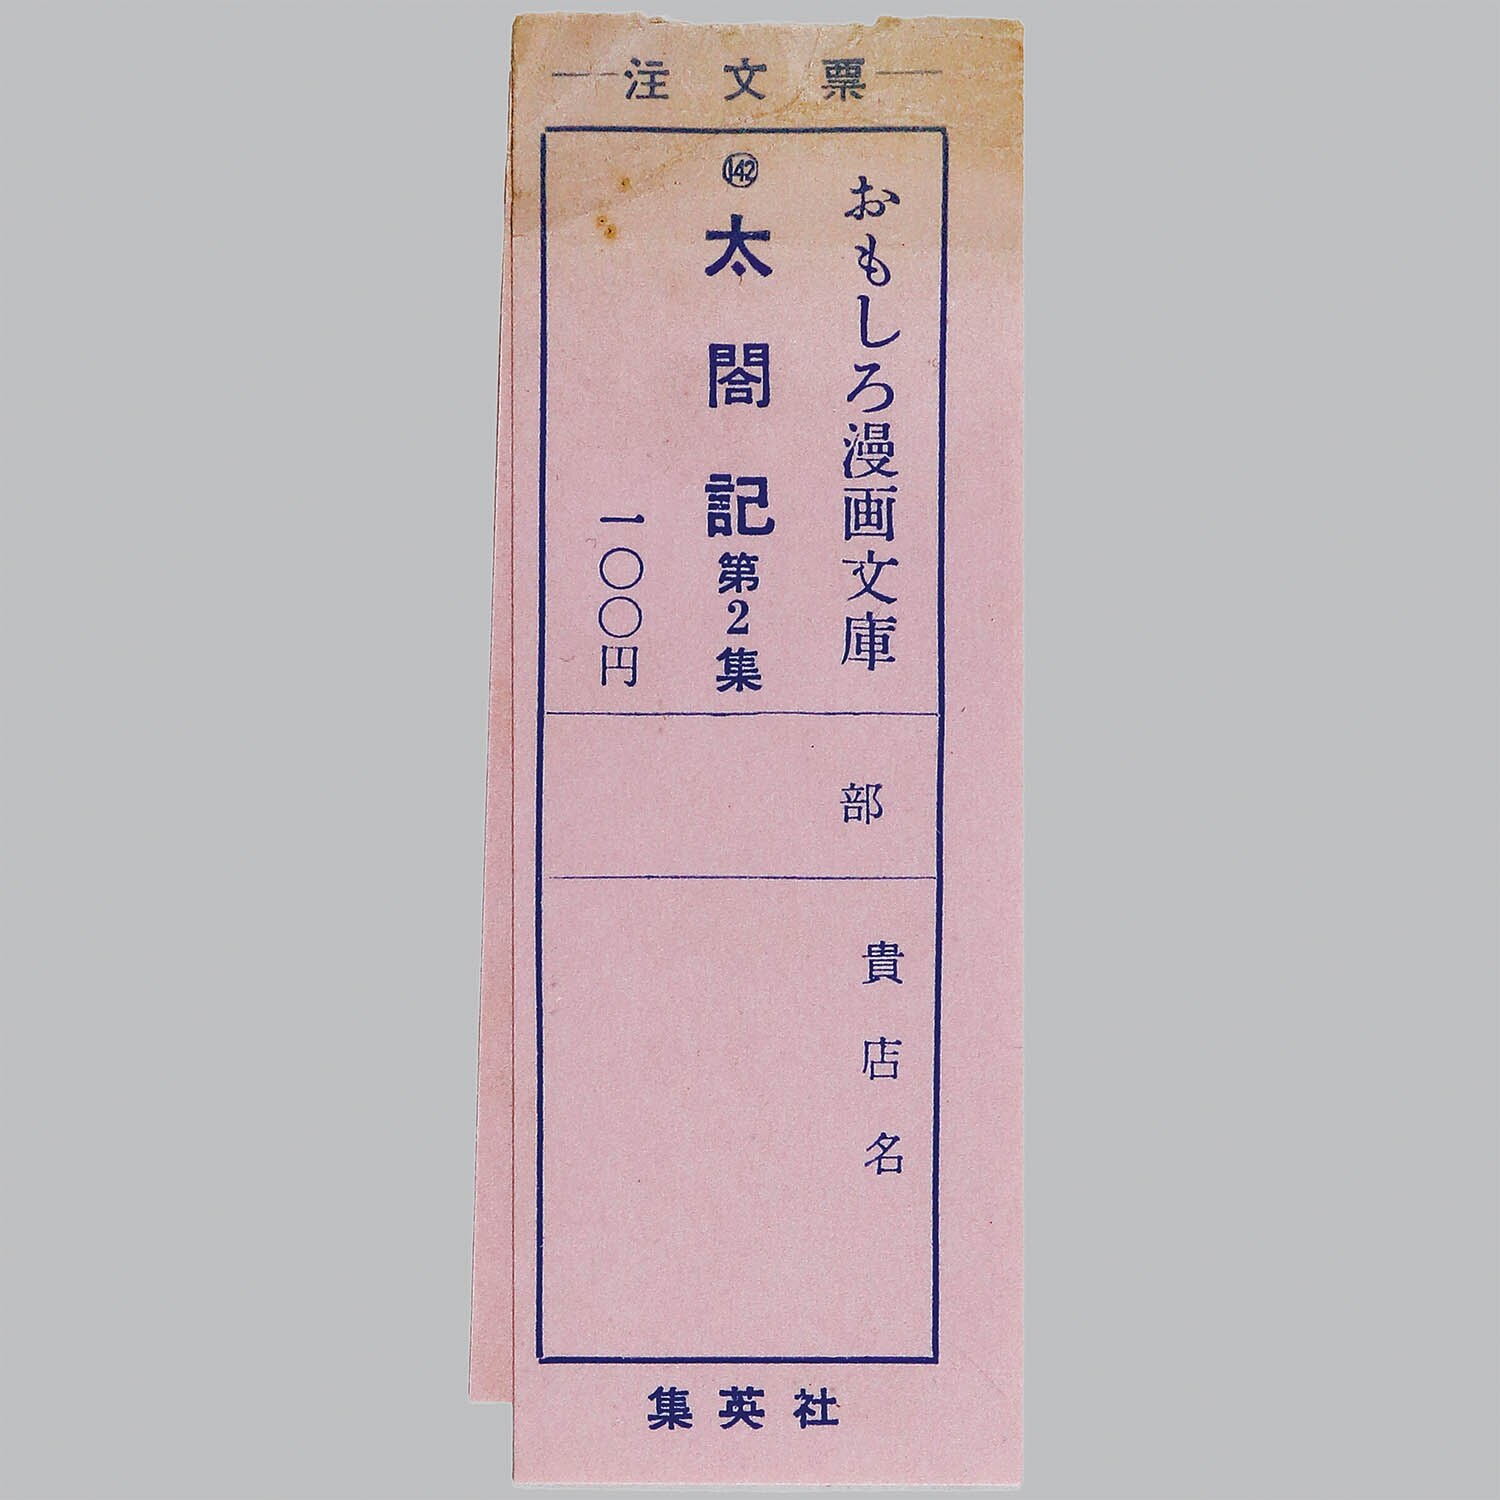 注文票
おもしろ漫画文庫
142
太閤記 第2集
一〇〇円
部
貴店名
集英社